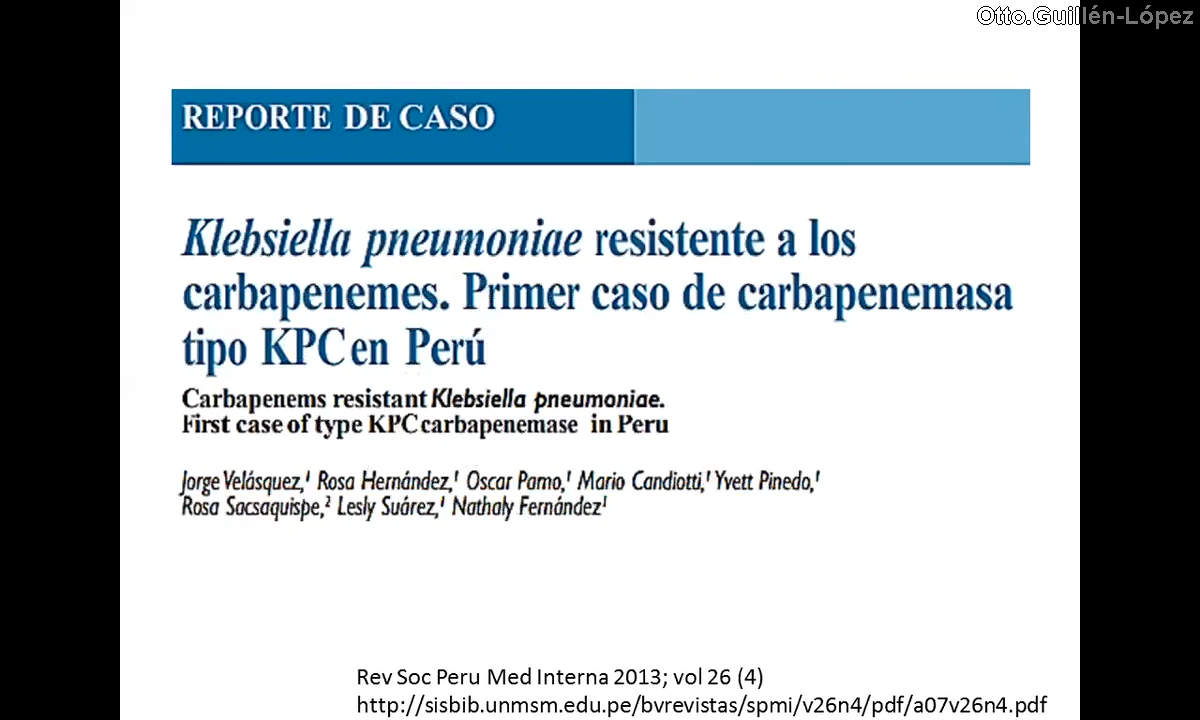 Otto.Guillén-López
REPORTE DE CASO
Klebsiella pneumoniae resistente a los
carbapenemes. Primer caso de carbapenemasa
tipo KPC en Perú
Carbapenems resistant Klebsiella pneumoniae.
First case of type KPC carbapenemase in Peru
Jorge Velásquez,¹ Rosa Hernández,¹ Oscar Pamo,¹ Mario Candiotti,¹ Yvett Pinedo,¹
Rosa Sacsaquispe,² Lesly Suárez,¹ Nathaly Fernández¹
Rev Soc Peru Med Interna 2013; vol 26 (4)
http://sisbib.unmsm.edu.pe/bvrevistas/spmi/v26n4/pdf/a07v26n4.pdf